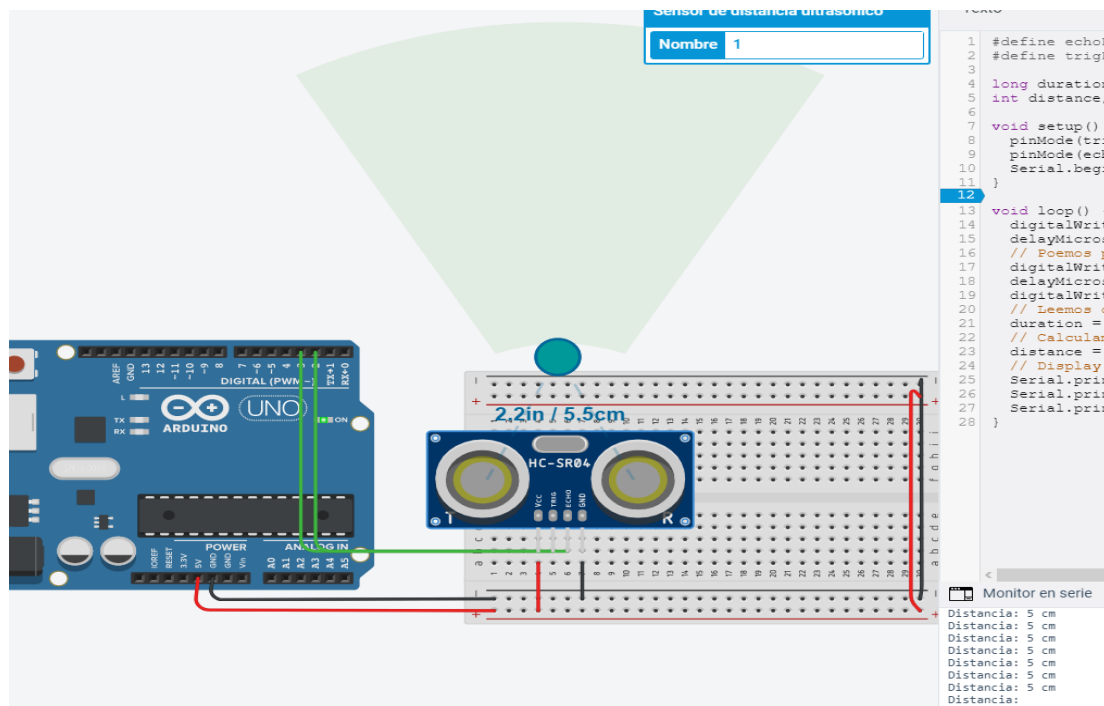 Sensor de distancia ultrasónico
Nombre 1
Texto
1 #define echo
2 #define trig
3
4 long duration
5 int distance
6
7 void setup()
8 pinMode(tri
9 pinMode(ech
10 Serial.begi
11 }
12
13 void loop()
14 digitalWrit
15 delayMicros
16 // Poemos p
17 digitalWrit
18 delayMicros
19 digitalWrit
20 // Leemos
21 duration =
22 // Calculam
23 distance =
24 // Display
25 Serial.prin
26 Serial.prin
27 Serial.prin
28 }
AREF GND 13 12 ~11 ~10 ~9 8 7 ~6 ~5 4 2 TX→1 RX←0
DIGITAL (PWM ~)
L
TX
RX
UNO
ON
ARDUINO
2.2in / 5.5cm
HC-SR04
VCC TRIG ECHO GND
T R
POWER ANALOG IN
IOREF RESET 3.3V 5V GND GND Vin A0 A1 A2 A3 A4 A5
Monitor en serie
Distancia: 5 cm
Distancia: 5 cm
Distancia: 5 cm
Distancia: 5 cm
Distancia: 5 cm
Distancia: 5 cm
Distancia: 5 cm
Distancia: